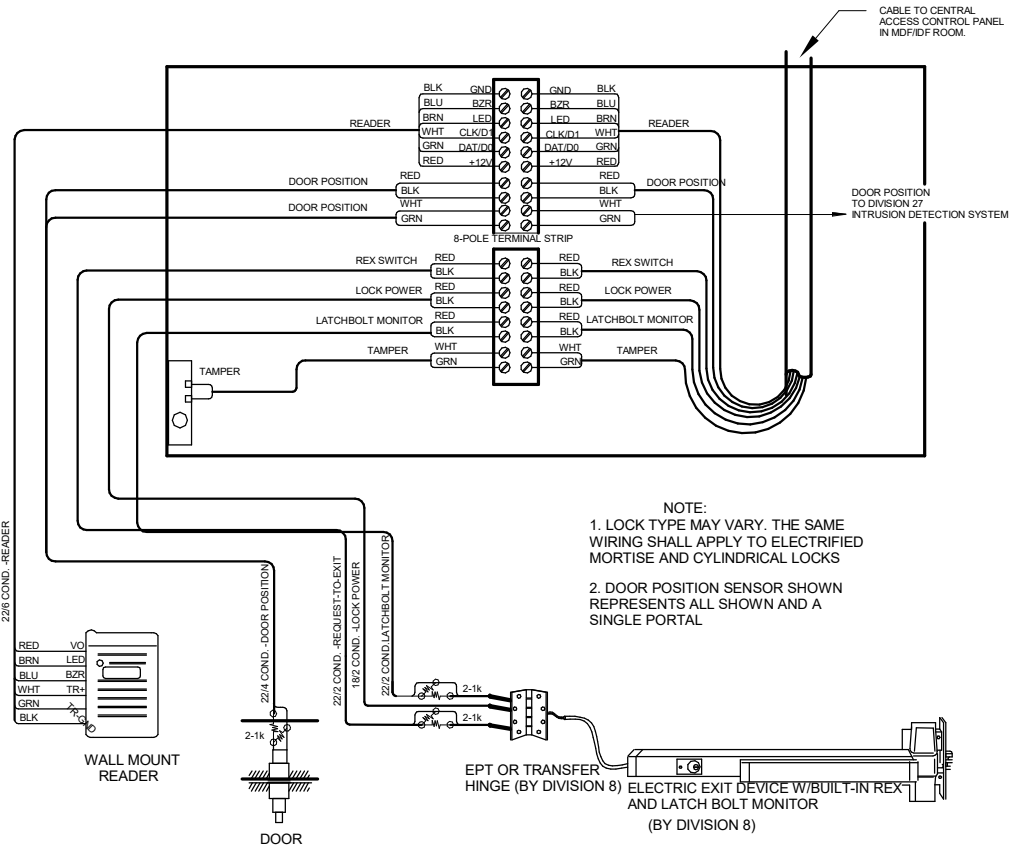 CABLE TO CENTRAL
ACCESS CONTROL PANEL
IN MDF/IDF ROOM.
BLK GND GND BLK
BLU BZR BZR BLU
BRN LED LED BRN
READER WHT CLK/D1 CLK/D1 WHT READER
GRN DAT/D0 DAT/D0 GRN
RED +12V +12V RED
RED RED
DOOR POSITION BLK BLK DOOR POSITION
WHT WHT
DOOR POSITION GRN GRN
DOOR POSITION
TO DIVISION 27
INTRUSION DETECTION SYSTEM
8-POLE TERMINAL STRIP
REX SWITCH RED RED REX SWITCH
BLK BLK
LOCK POWER RED RED LOCK POWER
BLK BLK
LATCHBOLT MONITOR RED RED LATCHBOLT MONITOR
BLK BLK
TAMPER WHT WHT TAMPER
GRN GRN
TAMPER
NOTE:
1. LOCK TYPE MAY VARY. THE SAME
WIRING SHALL APPLY TO ELECTRIFIED
MORTISE AND CYLINDRICAL LOCKS
2. DOOR POSITION SENSOR SHOWN
REPRESENTS ALL SHOWN AND A
SINGLE PORTAL
22/6 COND. -READER
22/4 COND. -DOOR POSITION
22/2 COND. -REQUEST-TO-EXIT
18/2 COND. -LOCK POWER
22/2 COND.LATCHBOLT MONITOR
RED VO
BRN LED
BLU BZR
WHT TR+
GRN TR-
BLK GND
WALL MOUNT
READER
2-1k
DOOR
2-1k
2-1k
EPT OR TRANSFER
HINGE (BY DIVISION 8)
ELECTRIC EXIT DEVICE W/BUILT-IN REX
AND LATCH BOLT MONITOR
(BY DIVISION 8)